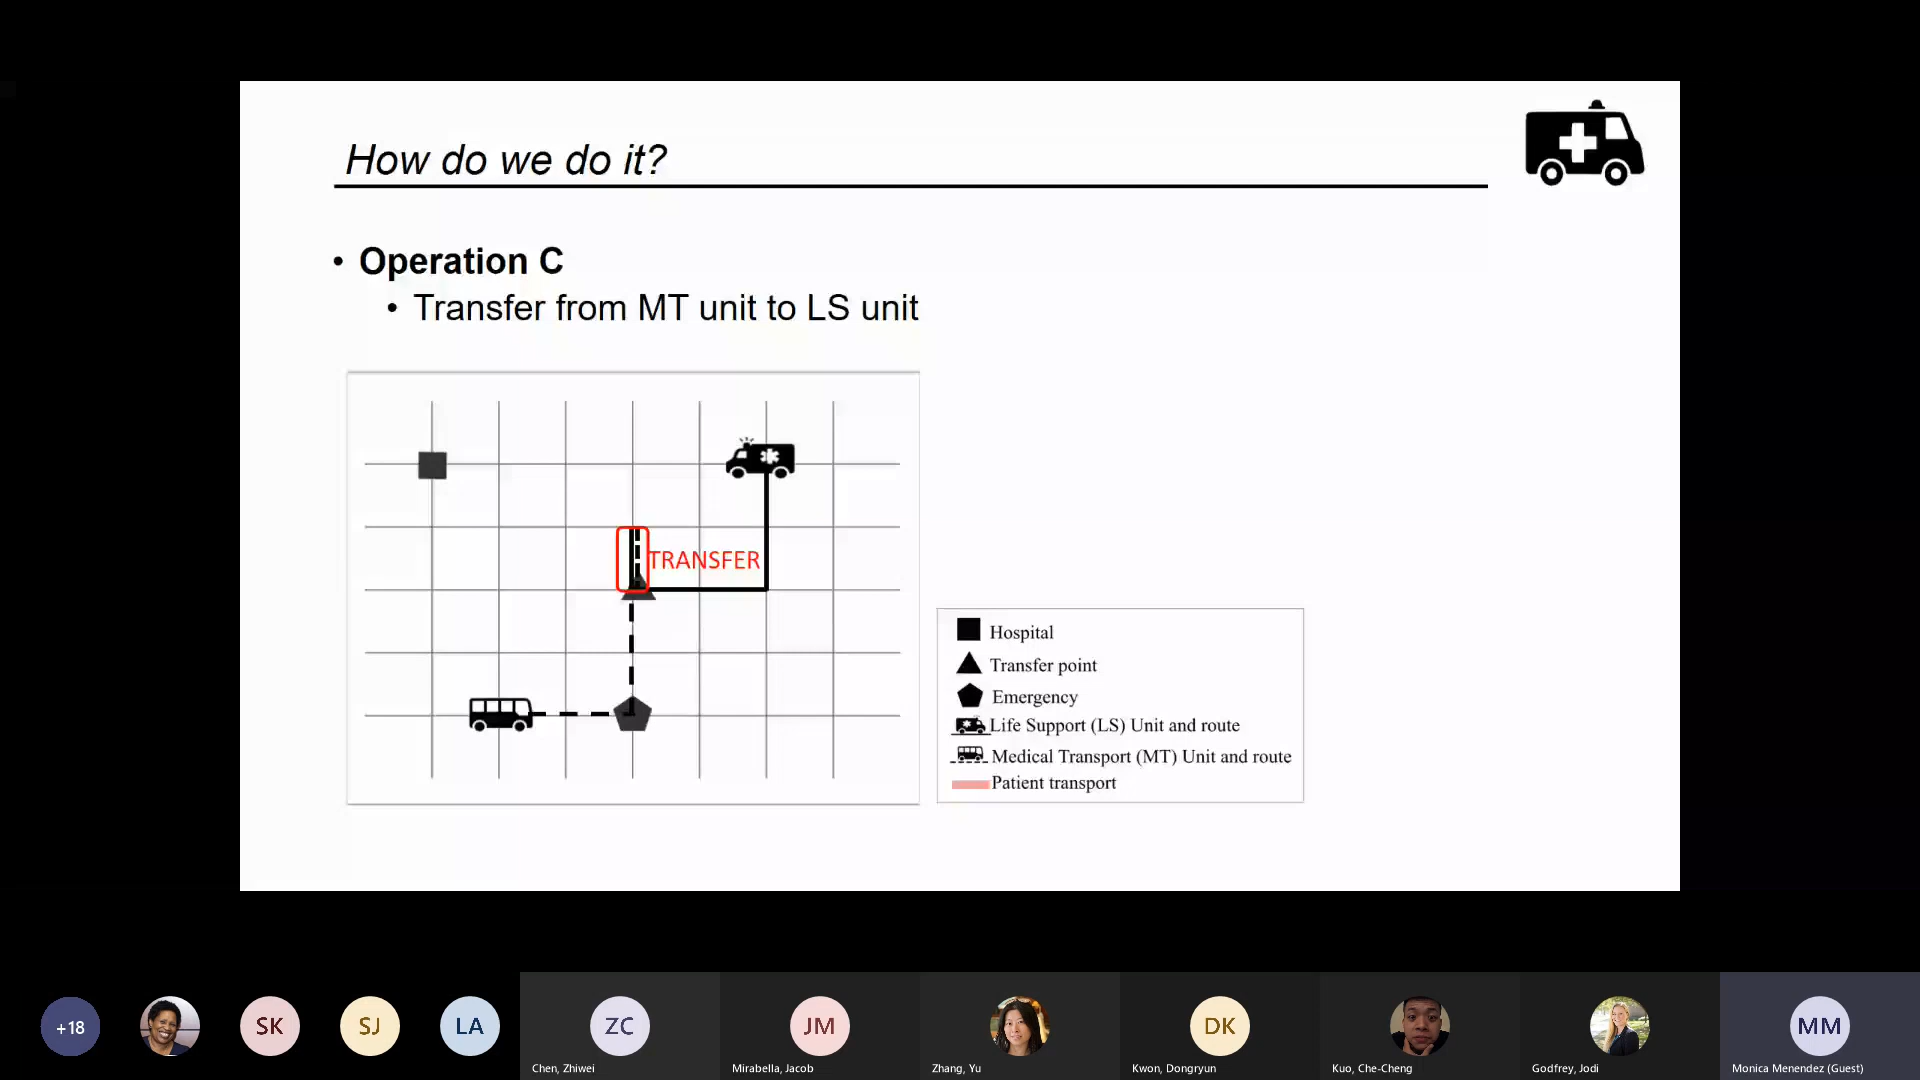 How do we do it?
• Operation C
• Transfer from MT unit to LS unit
TRANSFER
Hospital
Transfer point
Emergency
Life Support (LS) Unit and route
Medical Transport (MT) Unit and route
Patient transport
+18
SK
SJ
LA
ZC
JM
DK
MM
Chen, Zhiwei
Mirabella, Jacob
Zhang, Yu
Kwon, Dongryun
Kuo, Che-Cheng
Godfrey, Jodi
Monica Menendez (Guest)